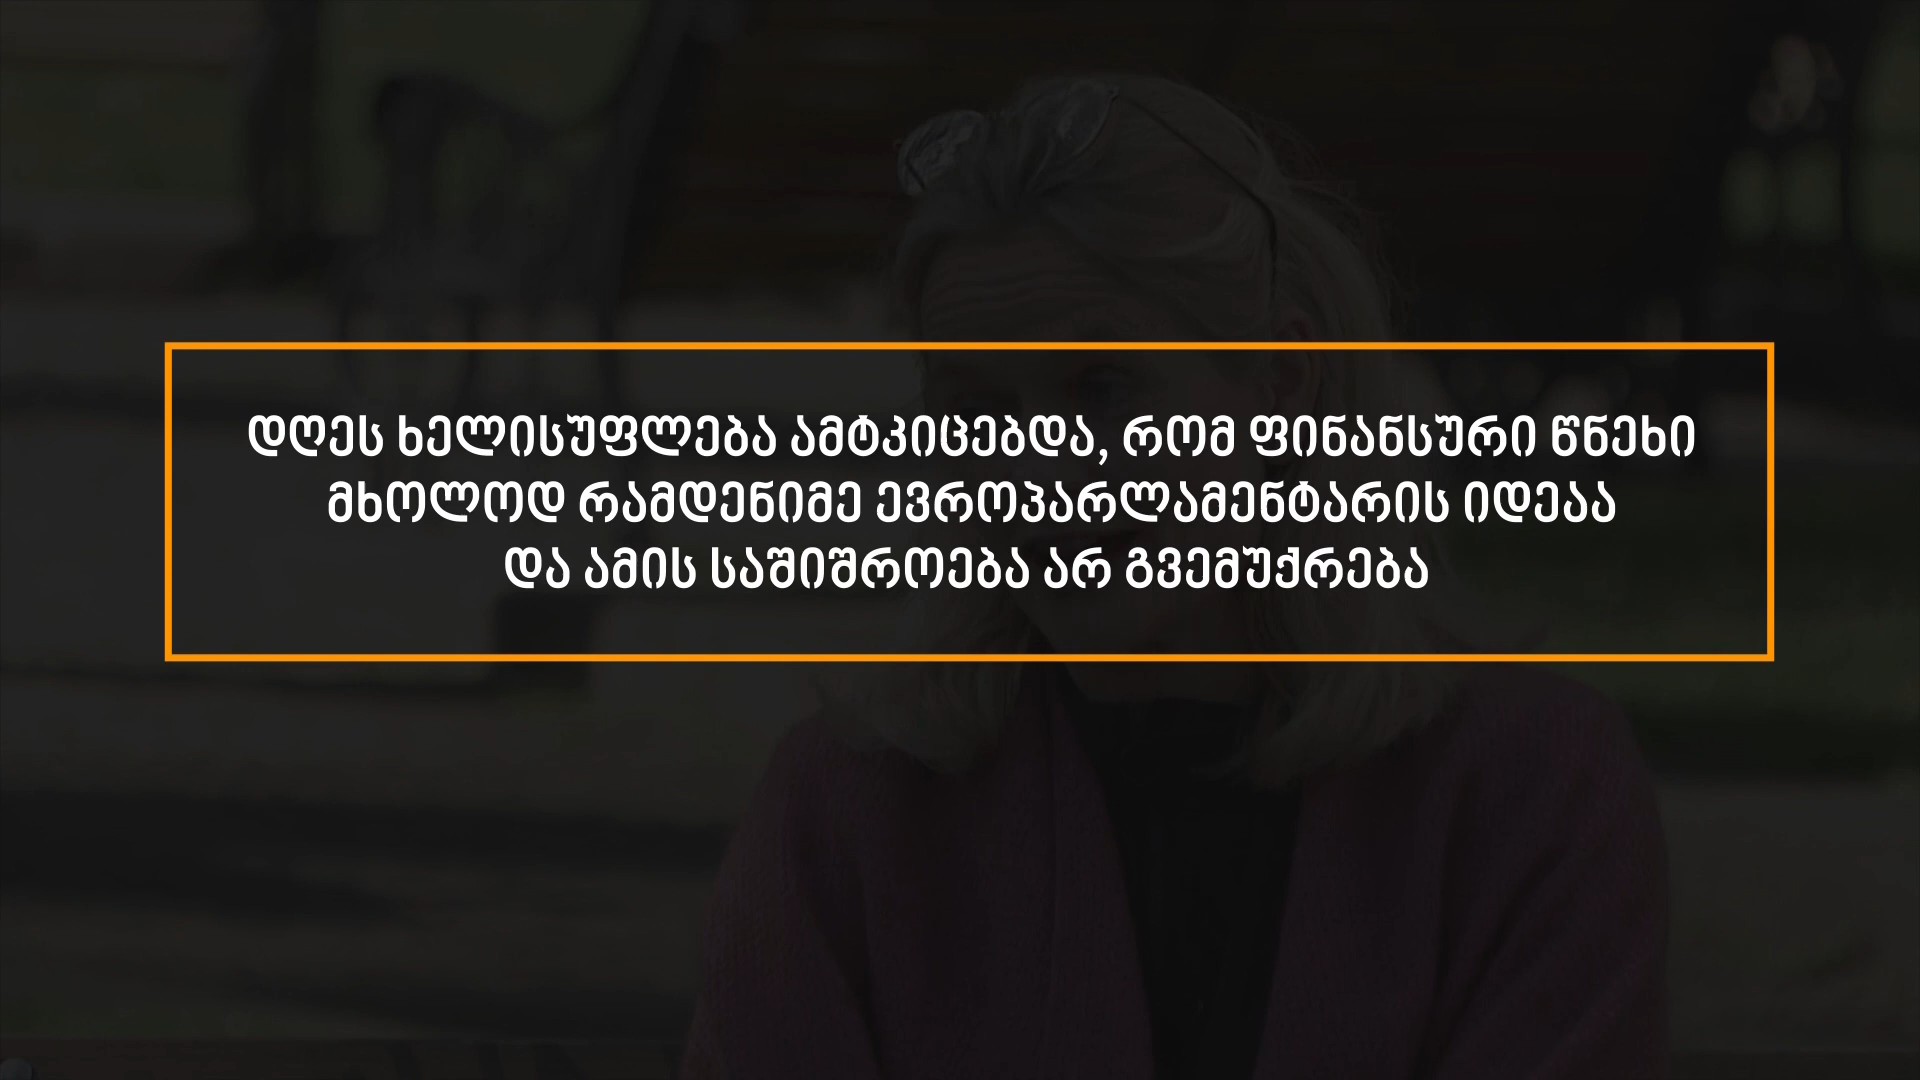 დღეს ხელისუფლება ამტკიცებდა, რომ ფინანსური წნეხი
მხოლოდ რამდენიმე ევროპარლამენტარის იდეაა
და ამის საშიშროება არ გვემუქრება